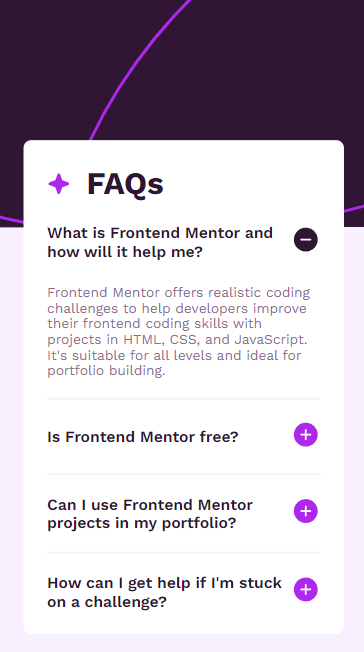 FAQs
What is Frontend Mentor and
how will it help me?
Frontend Mentor offers realistic coding
challenges to help developers improve
their frontend coding skills with
projects in HTML, CSS, and JavaScript.
It's suitable for all levels and ideal for
portfolio building.
Is Frontend Mentor free?
Can I use Frontend Mentor
projects in my portfolio?
How can I get help if I'm stuck
on a challenge?